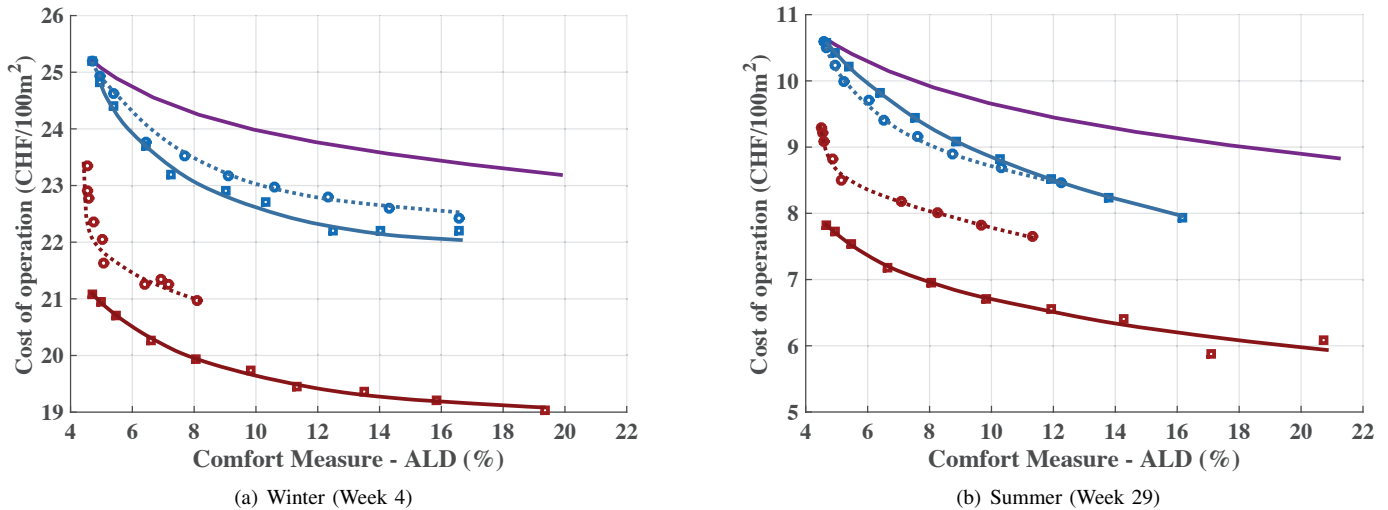 26
25
24
23
22
21
20
19
4 6 8 10 12 14 16 18 20 22
Cost of operation (CHF/100m²)
Comfort Measure - ALD (%)
(a) Winter (Week 4)
11
10
9
8
7
6
5
4 6 8 10 12 14 16 18 20 22
Cost of operation (CHF/100m²)
Comfort Measure - ALD (%)
(b) Summer (Week 29)